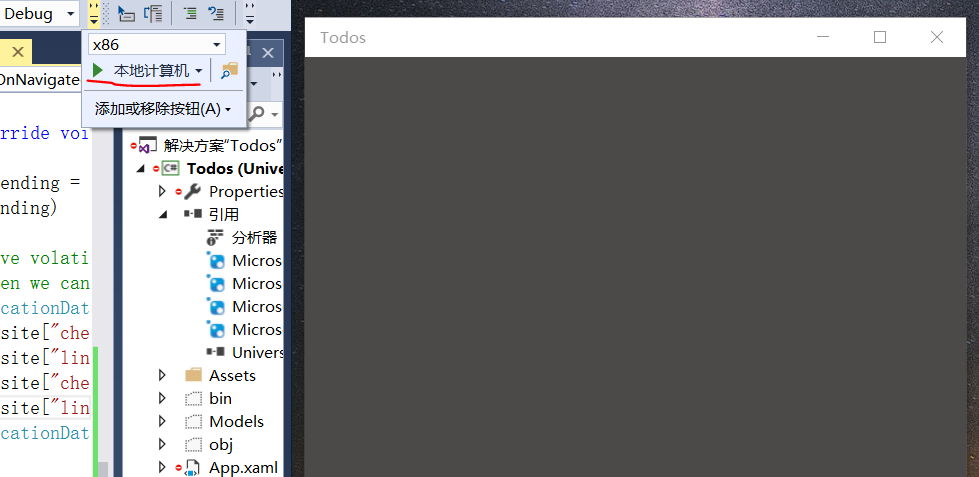 Debug
x86
本地计算机
添加或移除按钮(A)
OnNavigate
rride voi
ending =
nding)
ve volati
en we can
cationDat
site["che
site["lin
site["che
site["lin
cationDat
解决方案"Todos"
Todos (Unive
Properties
引用
分析器
Micros
Micros
Micros
Micros
Univers
Assets
bin
Models
obj
App.xaml
Todos